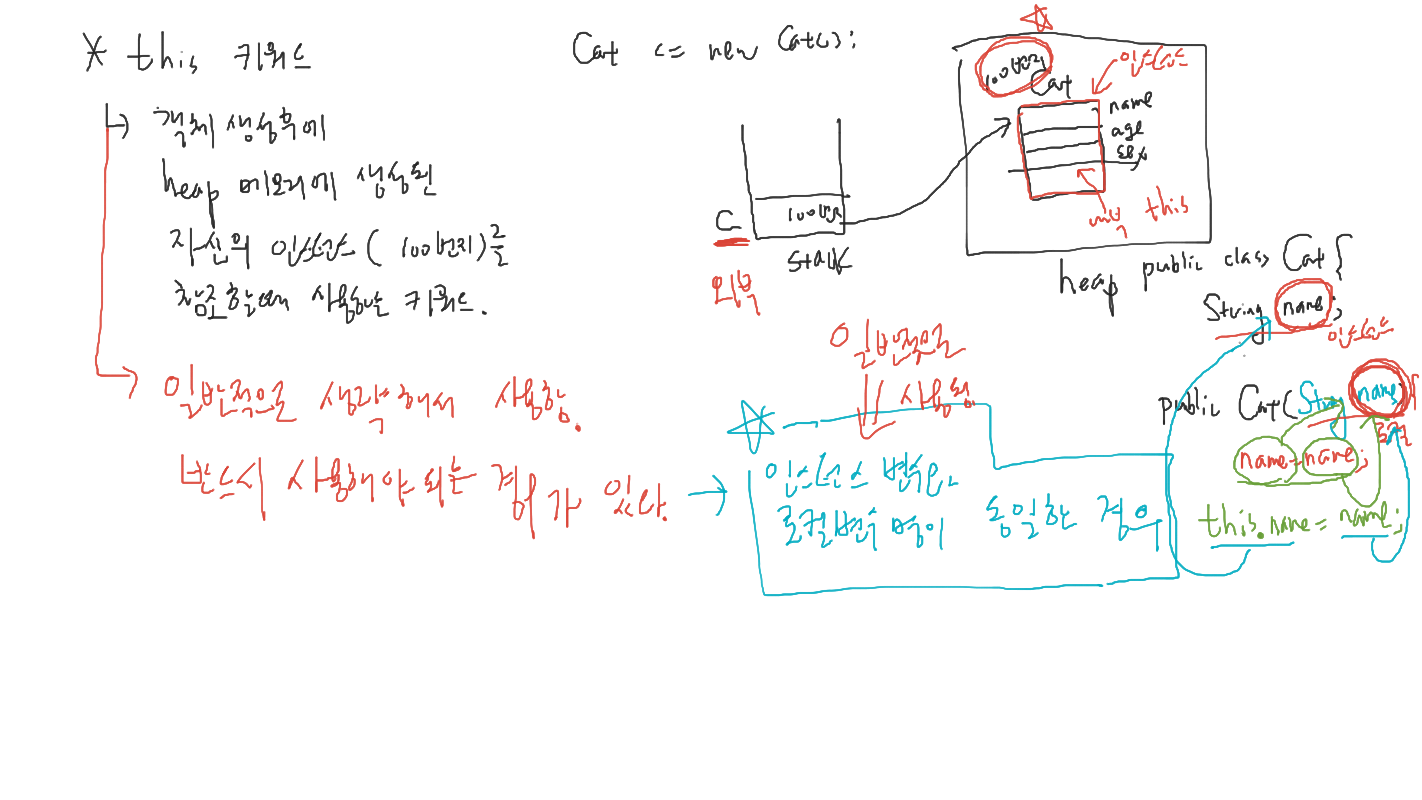 * this 키워드
객체 생성후에
heap 메모리에 생성된
자신의 인스턴스 ( 100번지)를
참조할때 사용하는 키워드.
일반적으로 생략해서 사용함.
반드시 사용해야 되는 경우가 있다.
Cat c = new Cat();
100번지
Cat
인스턴스
name
age
sex
내부
this
C
100번지
stack
외부
heap
public class Cat {
String name;
인스턴스
public Cat(String name){
로컬
name=name;
this.name = name;
일반적으로
사용됨.
인스턴스 변수와
로컬변수명이 동일한 경우